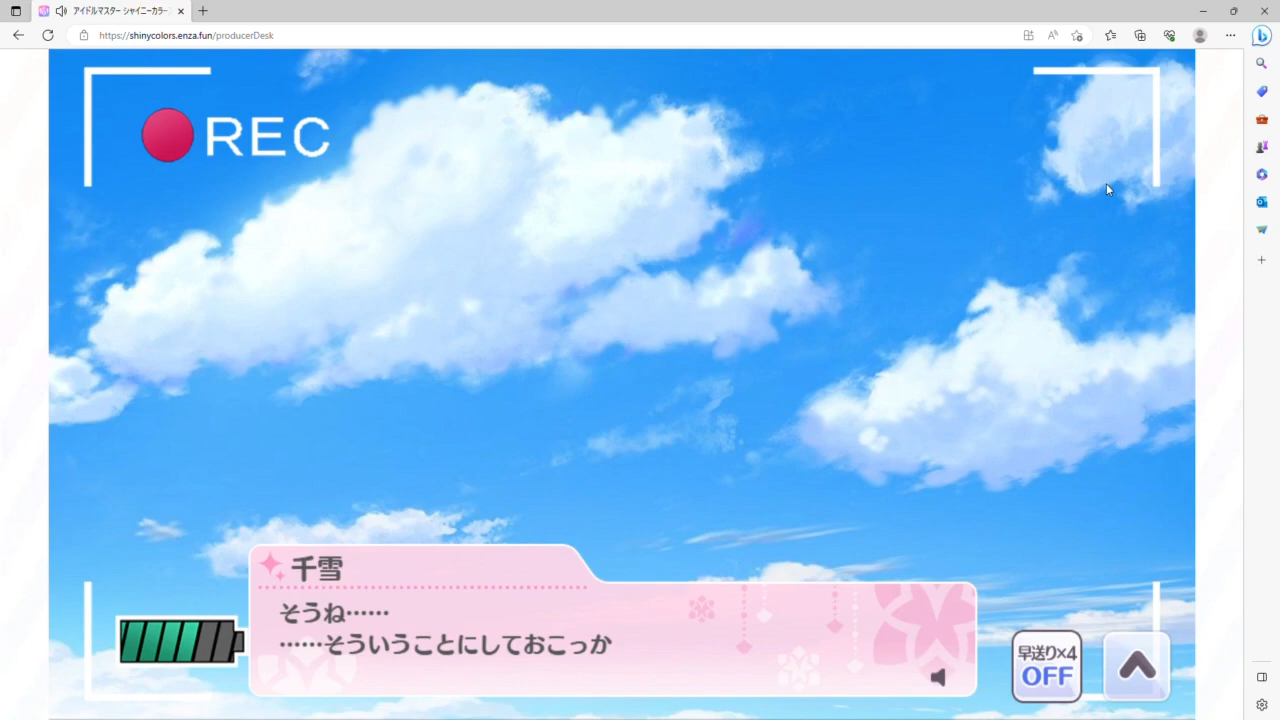 アイドルマスター シャイニーカラー
https://shinycolors.enza.fun/producerDesk
REC
千雪
そうね……
……そういうことにしておこっか
早送り×4
OFF